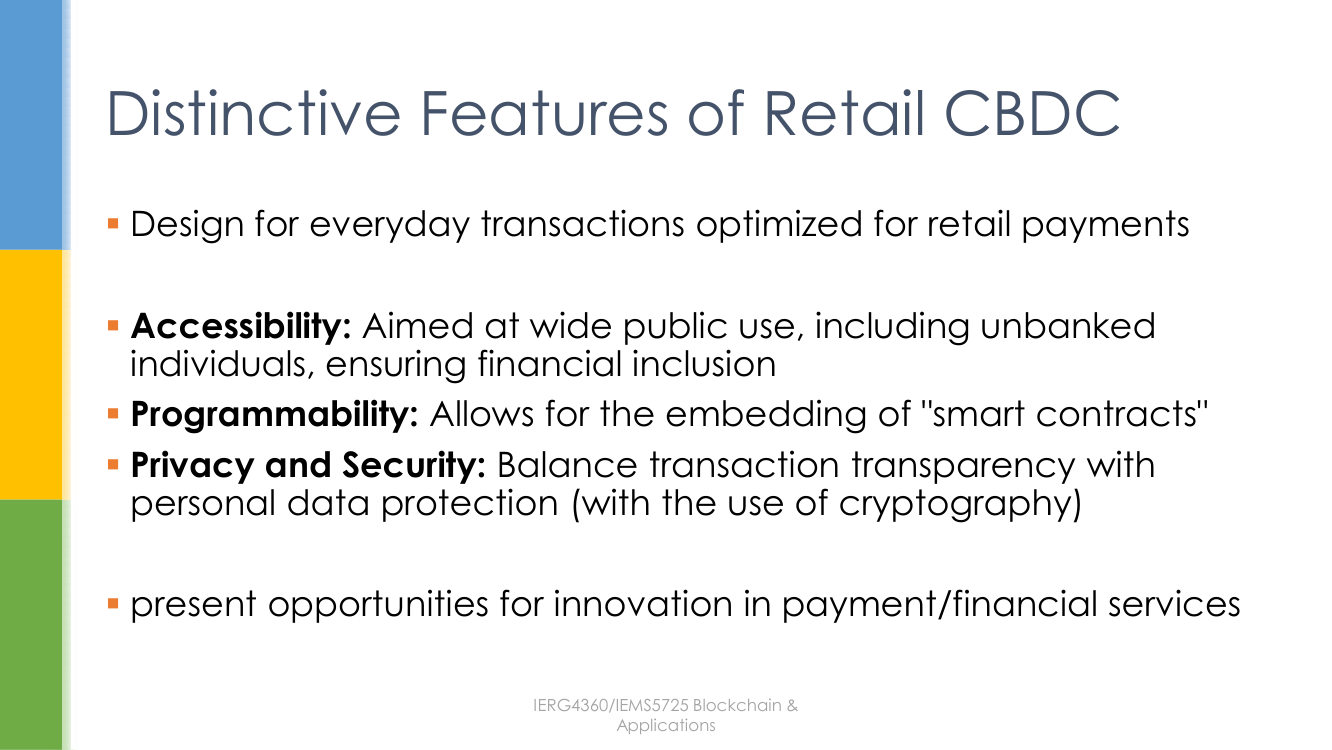 Distinctive Features of Retail CBDC
▪ Design for everyday transactions optimized for retail payments
▪ Accessibility: Aimed at wide public use, including unbanked
individuals, ensuring financial inclusion
▪ Programmability: Allows for the embedding of "smart contracts"
▪ Privacy and Security: Balance transaction transparency with
personal data protection (with the use of cryptography)
▪ present opportunities for innovation in payment/financial services
IERG4360/IEMS5725 Blockchain &
Applications